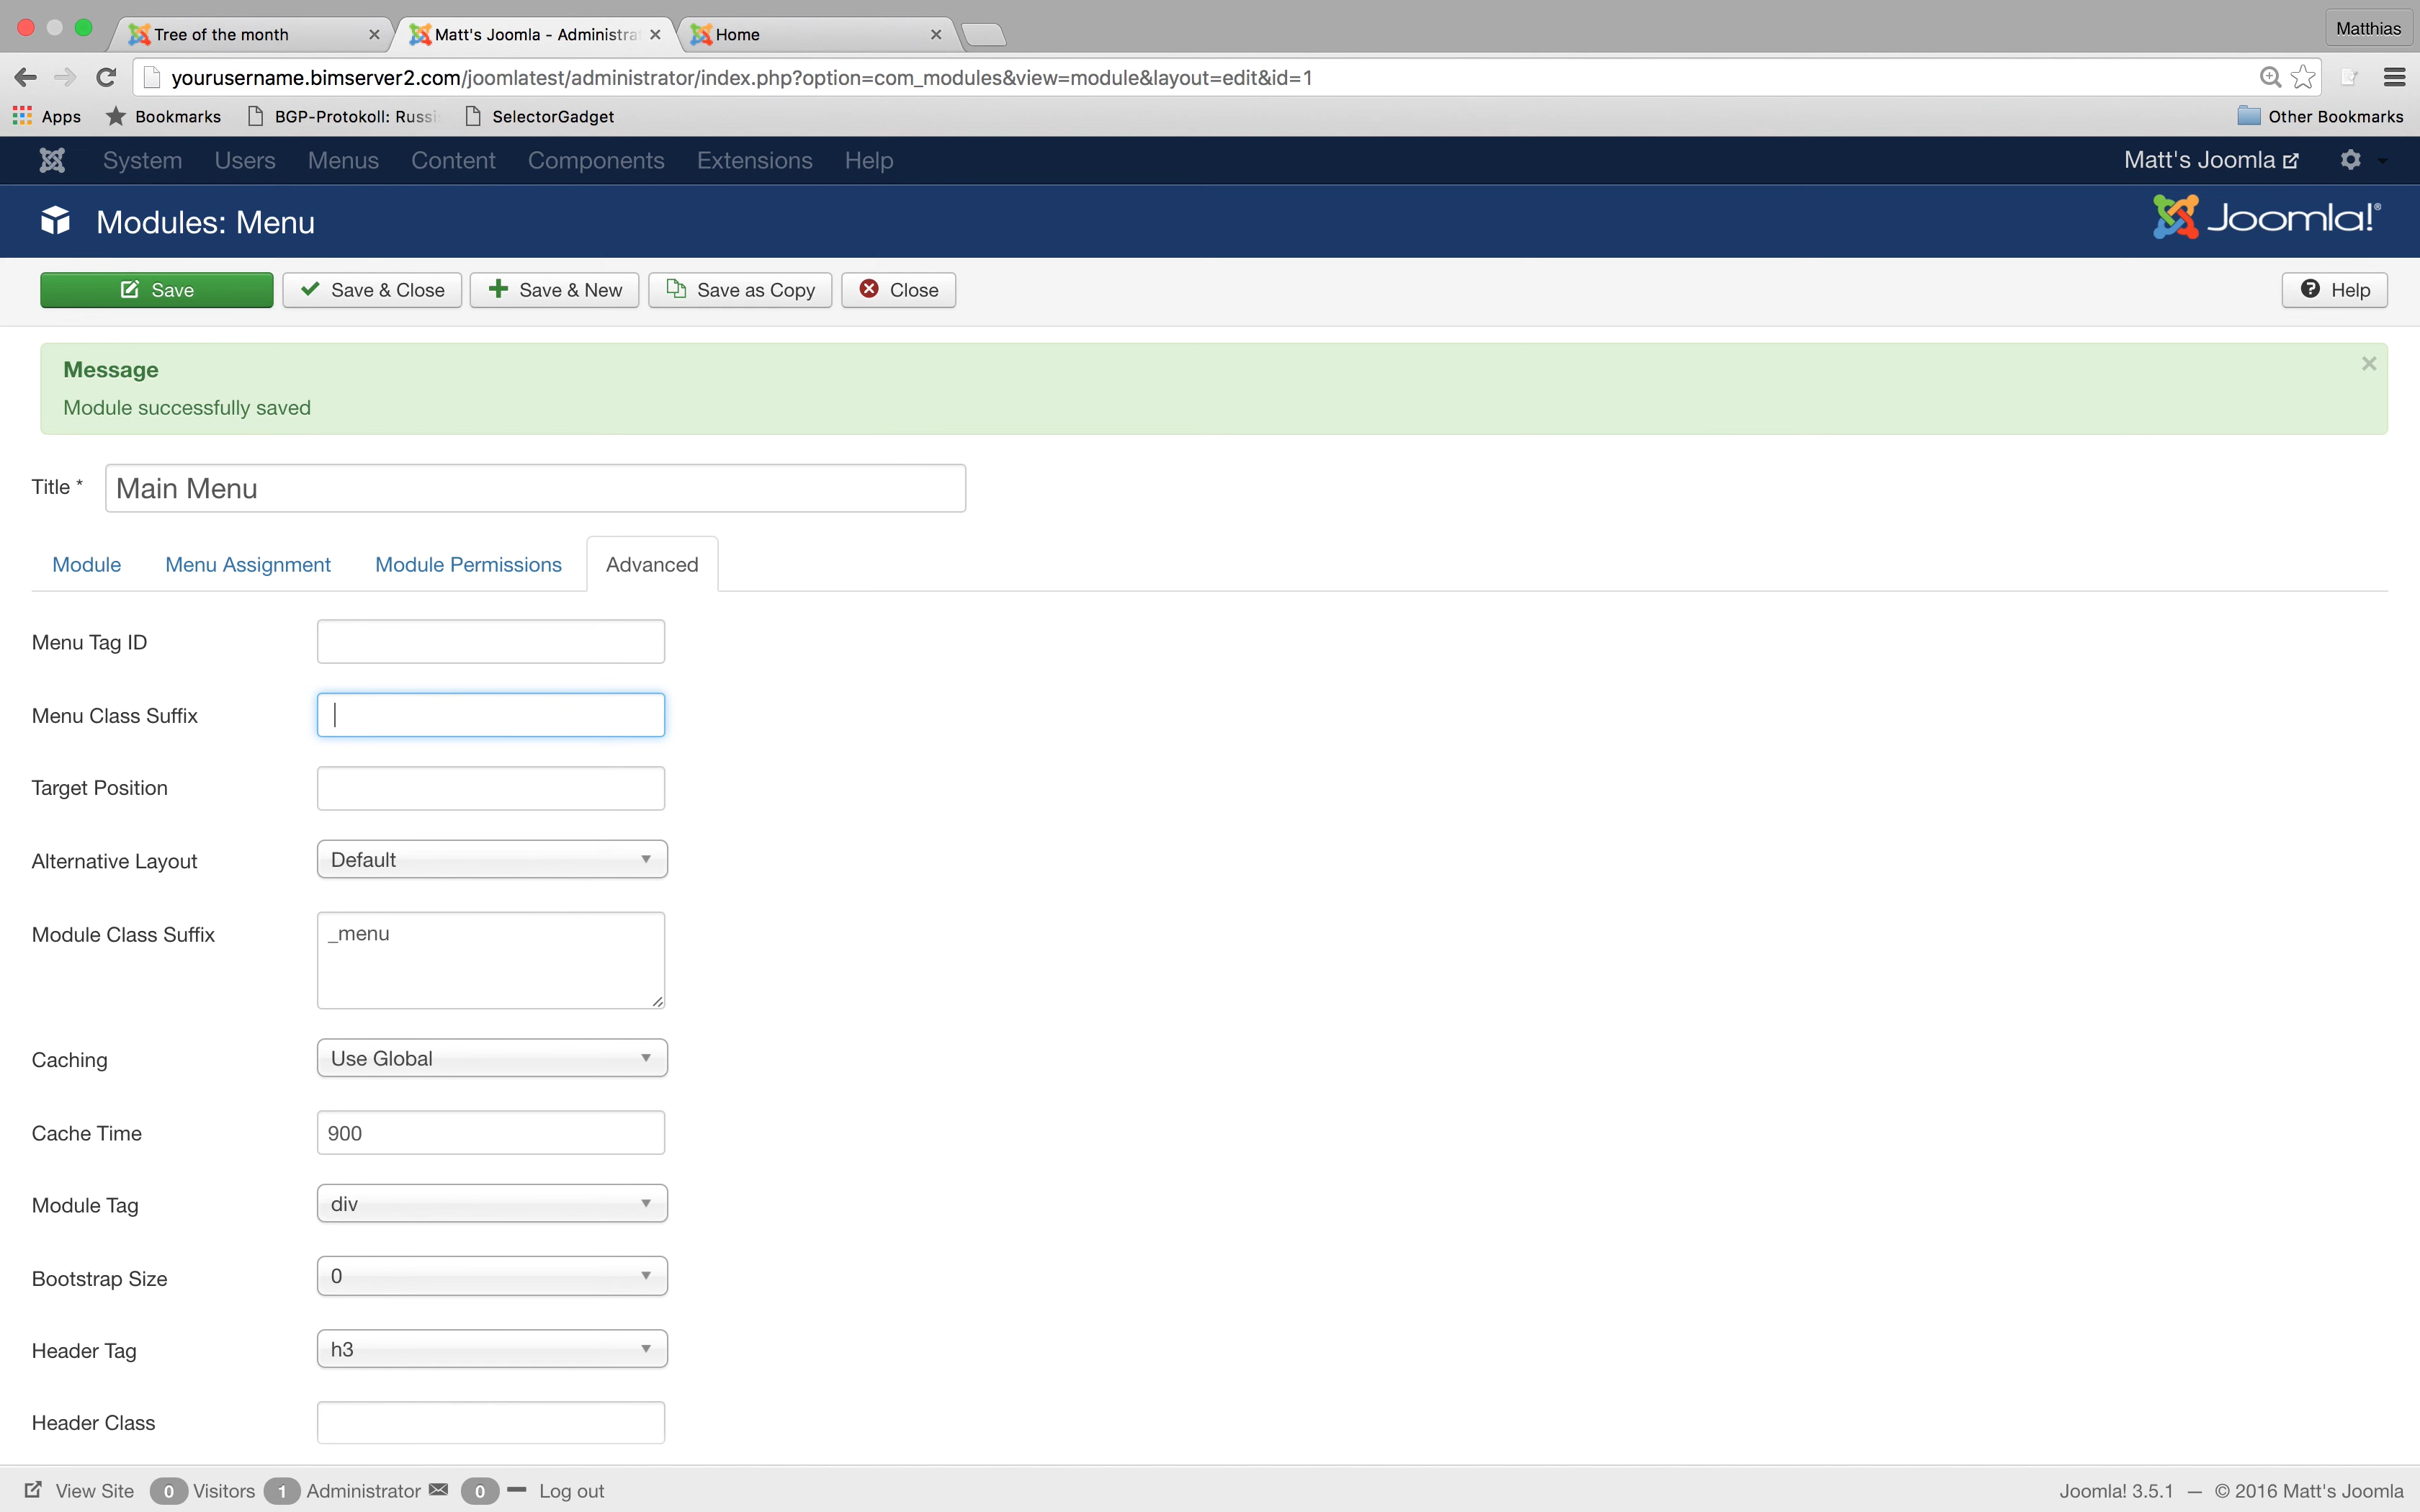 Tree of the month
Matt's Joomla - Administra
Home
Matthias
yourusername.bimserver2.com/joomlatest/administrator/index.php?option=com_modules&view=module&layout=edit&id=1
Apps Bookmarks BGP-Protokoll: Russi SelectorGadget Other Bookmarks
System Users Menus Content Components Extensions Help Matt's Joomla
Modules: Menu Joomla!®
Save Save & Close Save & New Save as Copy Close Help
Message
Module successfully saved
Title * Main Menu
Module Menu Assignment Module Permissions Advanced
Menu Tag ID
Menu Class Suffix
Target Position
Alternative Layout Default
Module Class Suffix _menu
Caching Use Global
Cache Time 900
Module Tag div
Bootstrap Size 0
Header Tag h3
Header Class
View Site 0 Visitors 1 Administrator 0 Log out Joomla! 3.5.1 — © 2016 Matt's Joomla